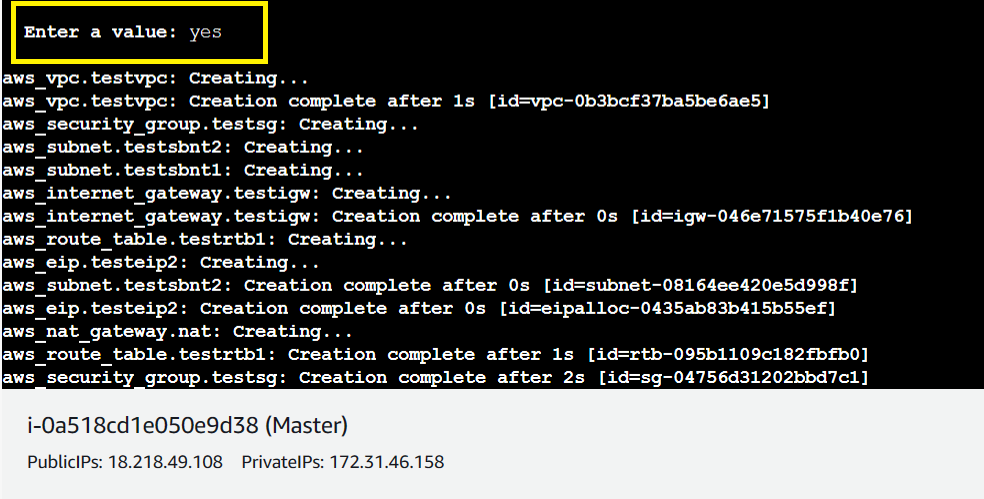 Enter a value: yes
aws_vpc.testvpc: Creating...
aws_vpc.testvpc: Creation complete after 1s [id=vpc-0b3bcf37ba5be6ae5]
aws_security_group.testsg: Creating...
aws_subnet.testsbnt2: Creating...
aws_subnet.testsbnt1: Creating...
aws_internet_gateway.testigw: Creating...
aws_internet_gateway.testigw: Creation complete after 0s [id=igw-046e71575f1b40e76]
aws_route_table.testrtb1: Creating...
aws_eip.testeip2: Creating...
aws_subnet.testsbnt2: Creation complete after 0s [id=subnet-08164ee420e5d998f]
aws_eip.testeip2: Creation complete after 0s [id=eipalloc-0435ab83b415b55ef]
aws_nat_gateway.nat: Creating...
aws_route_table.testrtb1: Creation complete after 1s [id=rtb-095b1109c182fbfb0]
aws_security_group.testsg: Creation complete after 2s [id=sg-04756d31202bbd7c1]
i-0a518cd1e050e9d38 (Master)
PublicIPs: 18.218.49.108 PrivateIPs: 172.31.46.158